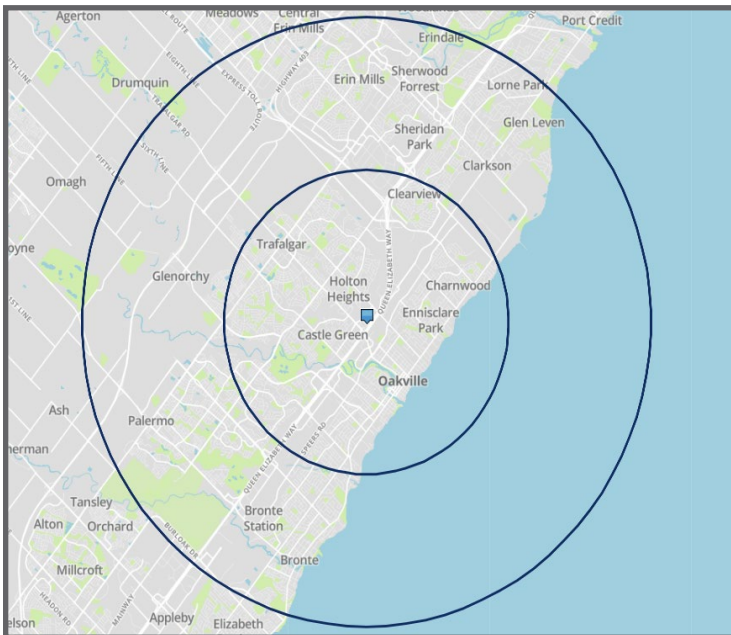 Agerton
Meadows
Central
Erin Mills
Erindale
Port Credit
EIGHTH LINE
EXPRESS TOLL ROUTE
HIGHWAY 403
Drumquin
TRAFALGAR RD
Erin Mills
Sherwood
Forrest
Lorne Park
Glen Leven
Sheridan
Park
Clarkson
SIXTH LINE
FIFTH LINE
Omagh
Clearview
Trafalgar
QUEEN ELIZABETH WAY
Glenorchy
Holton
Heights
Charnwood
Ennisclare
Park
Castle Green
Oakville
Ash
Palermo
QUEEN ELIZABETH WAY
SPEERS RD
Tansley
Alton
Orchard
Bronte
Station
BURLOAK DR
Bronte
Millcroft
HEADON RD
MAINWAY
Appleby
Elizabeth